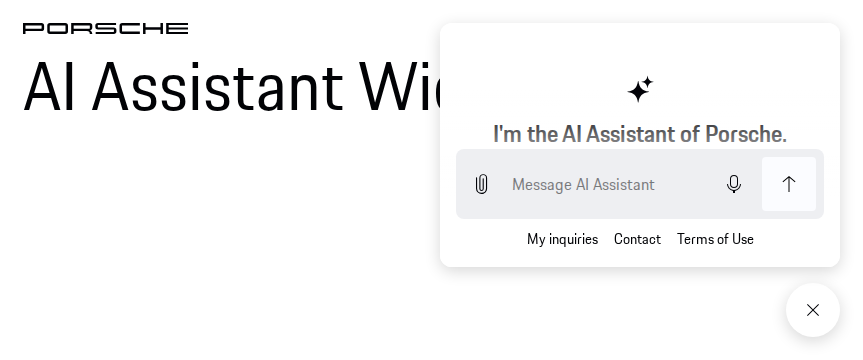 PORSCHE
AI Assistant Wi
I'm the AI Assistant of Porsche.
Message AI Assistant
My inquiries Contact Terms of Use